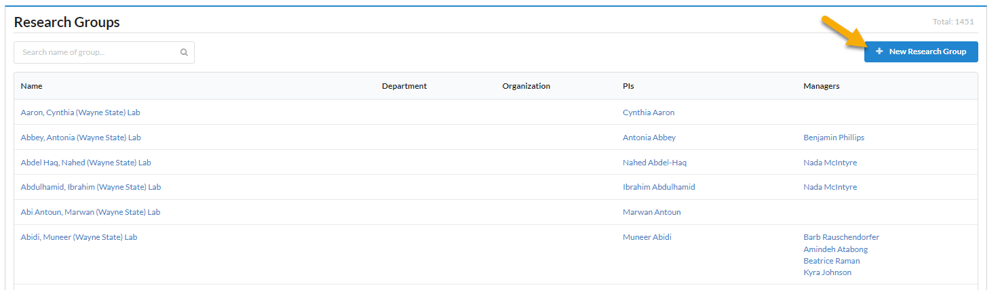 Research Groups
Total: 1451
Search name of group...
New Research Group
Name Department Organization PIs Managers
Aaron, Cynthia (Wayne State) Lab Cynthia Aaron
Abbey, Antonia (Wayne State) Lab Antonia Abbey Benjamin Phillips
Abdel Haq, Nahed (Wayne State) Lab Nahed Abdel-Haq Nada McIntyre
Abdulhamid, Ibrahim (Wayne State) Lab Ibrahim Abdulhamid Nada McIntyre
Abi Antoun, Marwan (Wayne State) Lab Marwan Antoun
Abidi, Muneer (Wayne State) Lab Muneer Abidi Barb Rauschendorfer
Amindeh Atabong
Beatrice Raman
Kyra Johnson